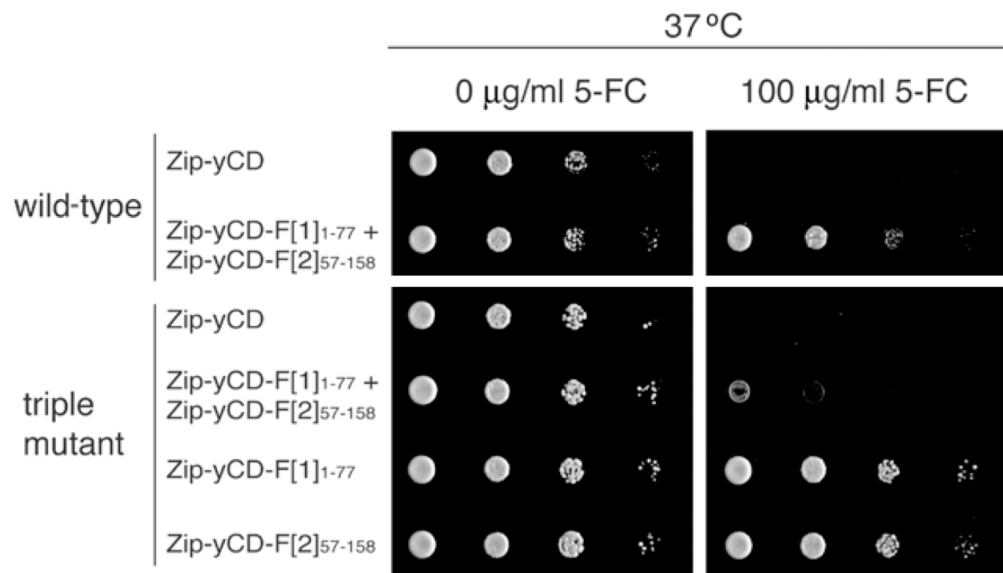 37 ºC
0 μg/ml 5-FC
100 μg/ml 5-FC
wild-type
Zip-yCD
Zip-yCD-F[1]1-77 +
Zip-yCD-F[2]57-158
triple
mutant
Zip-yCD
Zip-yCD-F[1]1-77 +
Zip-yCD-F[2]57-158
Zip-yCD-F[1]1-77
Zip-yCD-F[2]57-158